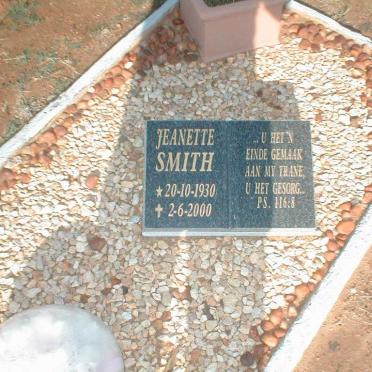 JEANETTE
SMITH
★ 20-10-1930
✝ 2-6-2000
... U HET 'N
EINDE GEMAAK
AAN MY TRANE,
U HET GESORG...
PS. 116:8